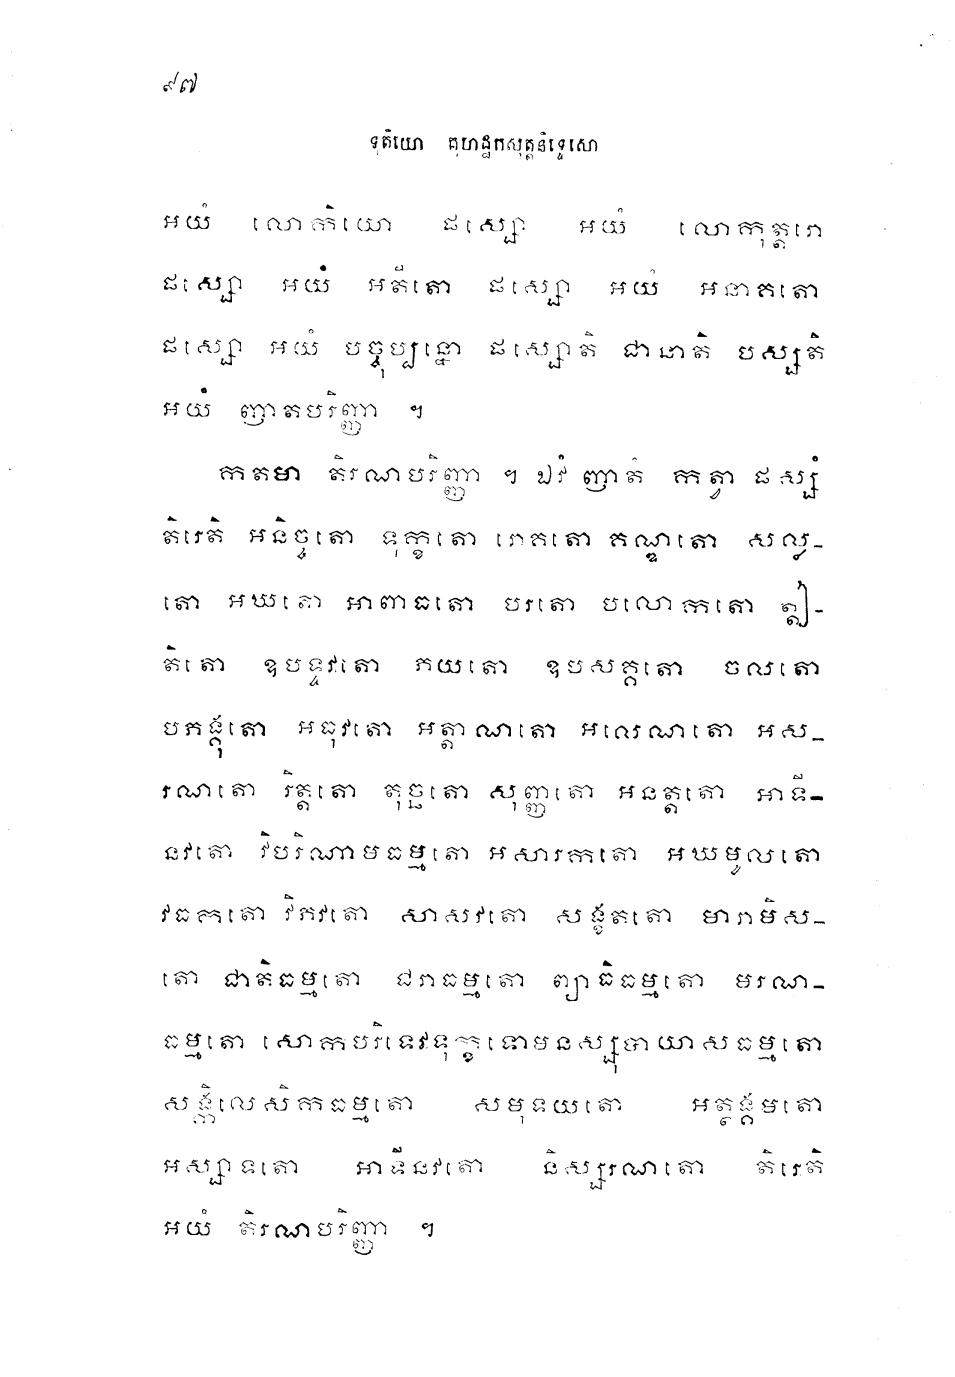 ៩៧
ទុតិយោ គុហដ្ឋកសុត្តនិទ្ទេសោ
អយំ លោកិយោ ផស្សោ អយំ លោកុត្តរោ
ផស្សោ អយំ អតីតោ ផស្សោ អយំ អនាគតោ
ផស្សោ អយំ បច្ចុប្បន្នោ ផស្សោតិ ជានាតិ បស្សតិ
អយំ ញាតបរិញ្ញា ។
កតមា តិរណបរិញ្ញា ។ ឯវំ ញាតំ កត្វា ផស្សំ
តិរេតិ អនិច្ចតោ ទុក្ខតោ រោគតោ គណ្ឌតោ សល្ល-
តោ អឃតោ អាពាធតោ បរតោ បលោកតោ ឦ-
តិតោ ឧបទ្ទវតោ ភយតោ ឧបសគ្គតោ ចលតោ
បភង្គុតោ អធុវតោ អត្តាណតោ អលេណតោ អស-
រណតោ រិត្តតោ តុច្ឆតោ សុញ្ញតោ អនត្តតោ អាទី-
នវតោ វិបរិណាមធម្មតោ អសារកតោ អឃមូលតោ
វធកតោ វិភវតោ សាសវតោ សង្ខតតោ មារាមិស-
តោ ជាតិធម្មតោ ជរាធម្មតោ ព្យាធិធម្មតោ មរណ-
ធម្មតោ សោកបរិទេវទុក្ខទោមនស្សុបាយាសធម្មតោ
សង្កិលេសិកធម្មតោ សមុទយតោ អត្ថង្គមតោ
អស្សាទតោ អាទីនវតោ និស្សរណតោ តិរេតិ
អយំ តិរណបរិញ្ញា ។